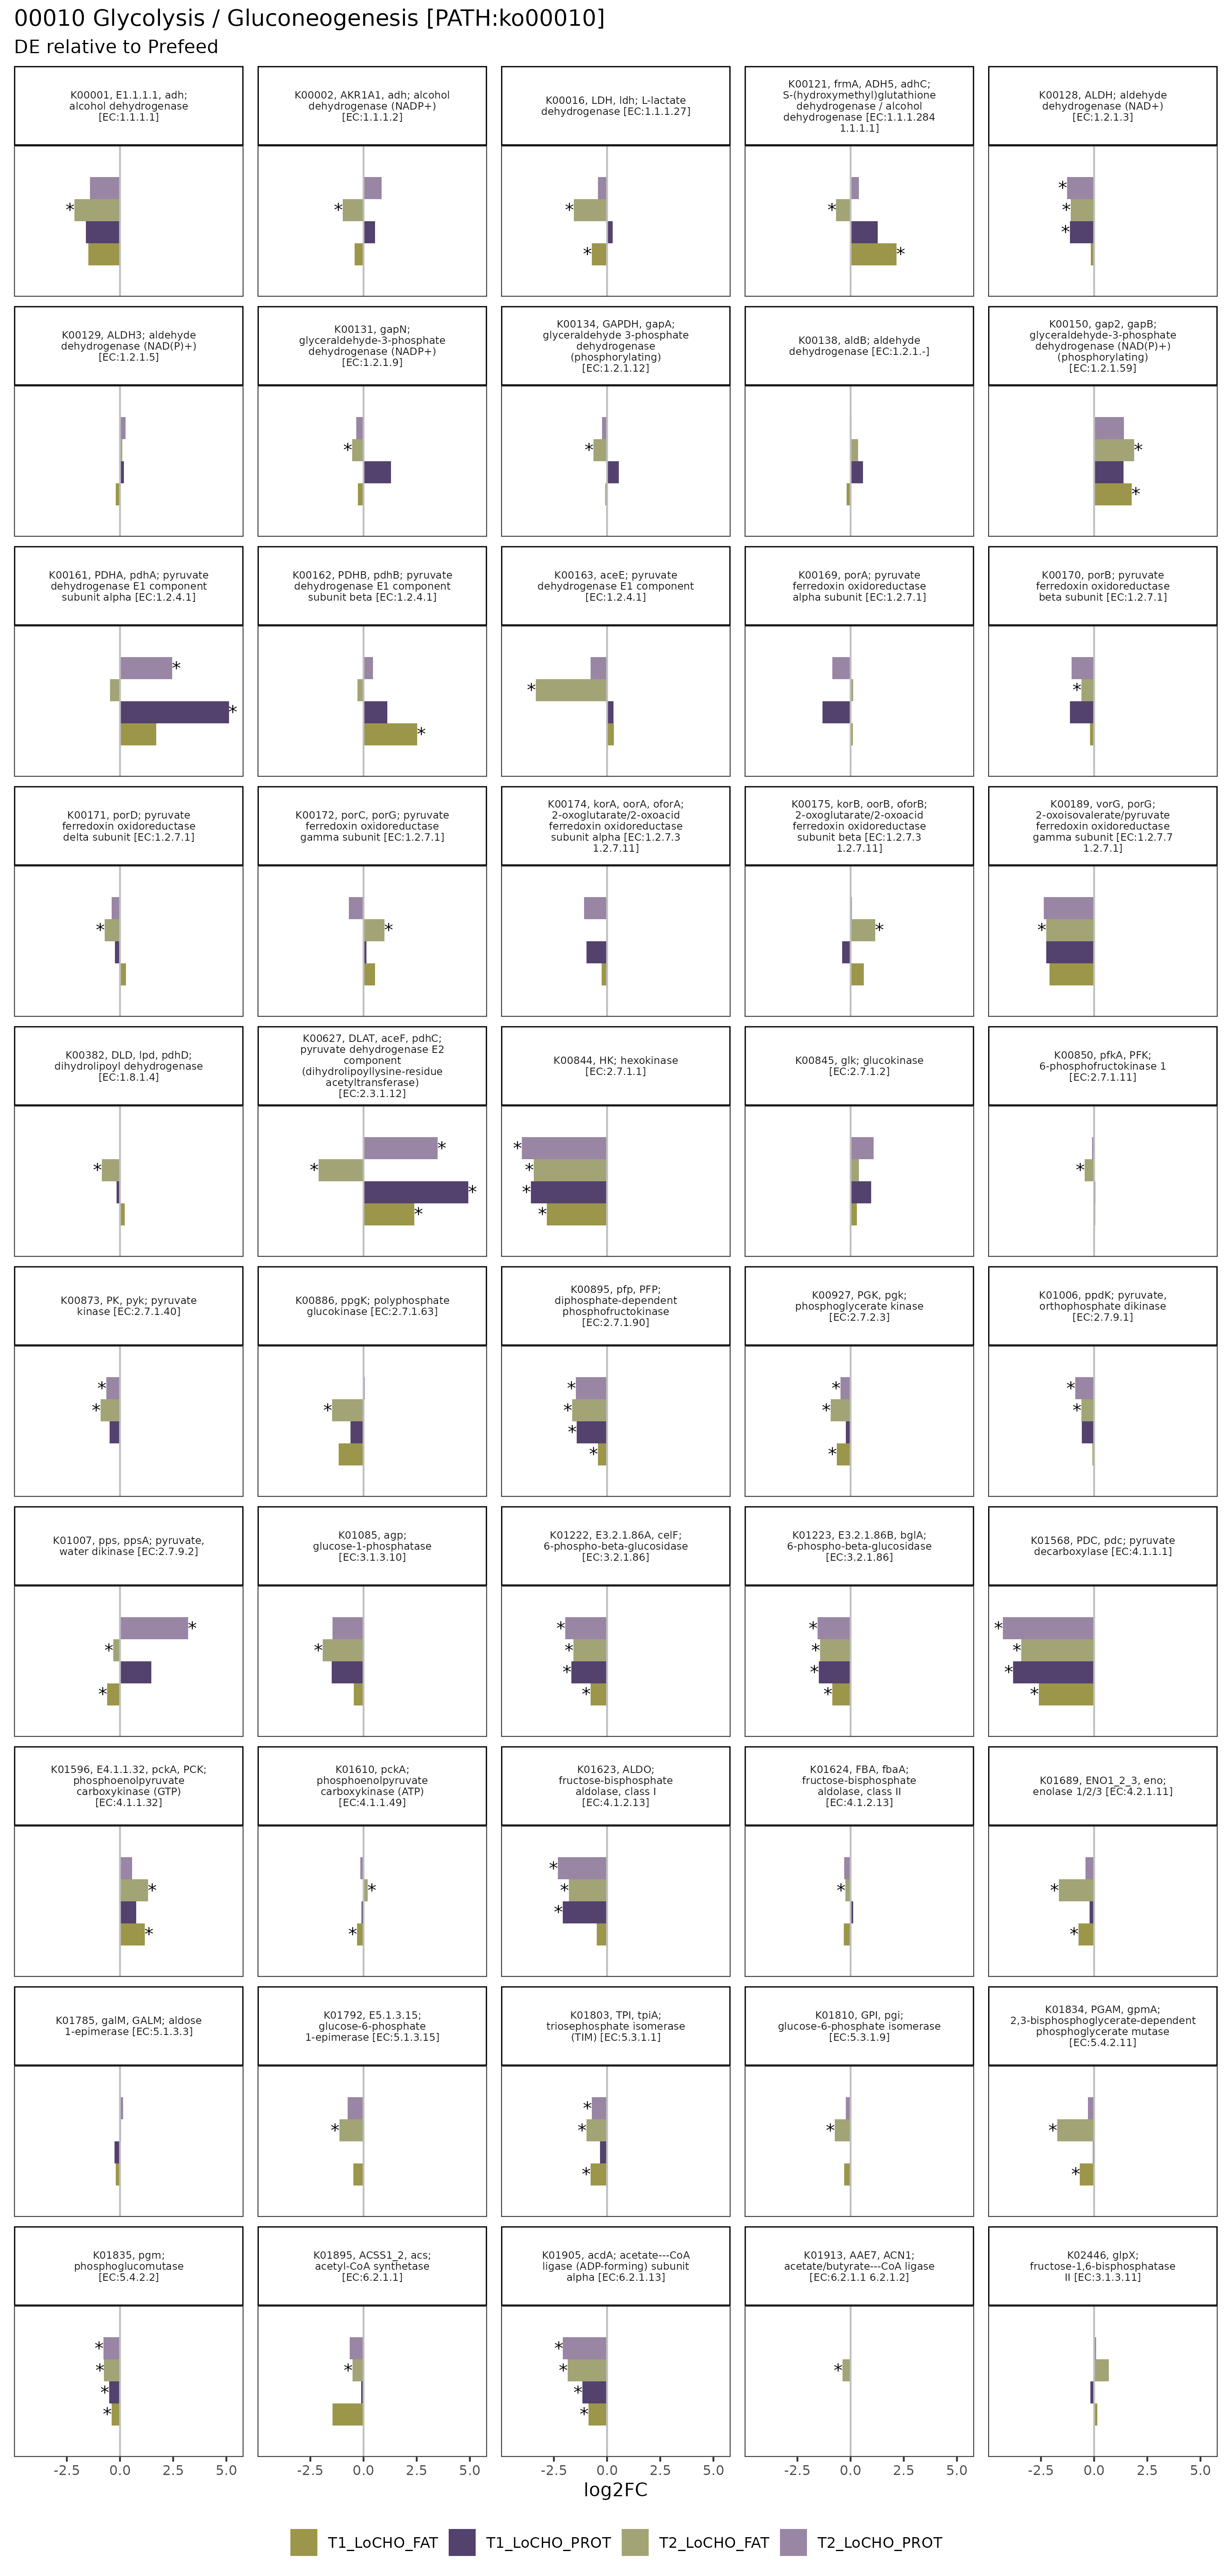 00010 Glycolysis / Gluconeogenesis [PATH:ko00010]
DE relative to Prefeed
K00001, E1.1.1.1, adh;
alcohol dehydrogenase
[EC:1.1.1.1]
K00002, AKR1A1, adh; alcohol
dehydrogenase (NADP+)
[EC:1.1.1.2]
K00016, LDH, ldh; L-lactate
dehydrogenase [EC:1.1.1.27]
K00121, frmA, ADH5, adhC;
S-(hydroxymethyl)glutathione
dehydrogenase / alcohol
dehydrogenase [EC:1.1.1.284
1.1.1.1]
K00128, ALDH; aldehyde
dehydrogenase (NAD+)
[EC:1.2.1.3]
* * * * * * * * * *
K00129, ALDH3; aldehyde
dehydrogenase (NAD(P)+)
[EC:1.2.1.5]
K00131, gapN;
glyceraldehyde-3-phosphate
dehydrogenase (NADP+)
[EC:1.2.1.9]
K00134, GAPDH, gapA;
glyceraldehyde 3-phosphate
dehydrogenase
(phosphorylating)
[EC:1.2.1.12]
K00138, aldB; aldehyde
dehydrogenase [EC:1.2.1.-]
K00150, gap2, gapB;
glyceraldehyde-3-phosphate
dehydrogenase (NAD(P)+)
(phosphorylating)
[EC:1.2.1.59]
* * * *
K00161, PDHA, pdhA; pyruvate
dehydrogenase E1 component
subunit alpha [EC:1.2.4.1]
K00162, PDHB, pdhB; pyruvate
dehydrogenase E1 component
subunit beta [EC:1.2.4.1]
K00163, aceE; pyruvate
dehydrogenase E1 component
[EC:1.2.4.1]
K00169, porA; pyruvate
ferredoxin oxidoreductase
alpha subunit [EC:1.2.7.1]
K00170, porB; pyruvate
ferredoxin oxidoreductase
beta subunit [EC:1.2.7.1]
* * * * *
K00171, porD; pyruvate
ferredoxin oxidoreductase
delta subunit [EC:1.2.7.1]
K00172, porC, porG; pyruvate
ferredoxin oxidoreductase
gamma subunit [EC:1.2.7.1]
K00174, korA, oorA, oforA;
2-oxoglutarate/2-oxoacid
ferredoxin oxidoreductase
subunit alpha [EC:1.2.7.3
1.2.7.11]
K00175, korB, oorB, oforB;
2-oxoglutarate/2-oxoacid
ferredoxin oxidoreductase
subunit beta [EC:1.2.7.3
1.2.7.11]
K00189, vorG, porG;
2-oxoisovalerate/pyruvate
ferredoxin oxidoreductase
gamma subunit [EC:1.2.7.7
1.2.7.1]
* * * *
K00382, DLD, lpd, pdhD;
dihydrolipoyl dehydrogenase
[EC:1.8.1.4]
K00627, DLAT, aceF, pdhC;
pyruvate dehydrogenase E2
component
(dihydrolipoyllysine-residue
acetyltransferase)
[EC:2.3.1.12]
K00844, HK; hexokinase
[EC:2.7.1.1]
K00845, glk; glucokinase
[EC:2.7.1.2]
K00850, pfkA, PFK;
6-phosphofructokinase 1
[EC:2.7.1.11]
* * * * * * * * * *
K00873, PK, pyk; pyruvate
kinase [EC:2.7.1.40]
K00886, ppgK; polyphosphate
glucokinase [EC:2.7.1.63]
K00895, pfp, PFP;
diphosphate-dependent
phosphofructokinase
[EC:2.7.1.90]
K00927, PGK, pgk;
phosphoglycerate kinase
[EC:2.7.2.3]
K01006, ppdK; pyruvate,
orthophosphate dikinase
[EC:2.7.9.1]
* * * * * * * * * * * *
K01007, pps, ppsA; pyruvate,
water dikinase [EC:2.7.9.2]
K01085, agp;
glucose-1-phosphatase
[EC:3.1.3.10]
K01222, E3.2.1.86A, celF;
6-phospho-beta-glucosidase
[EC:3.2.1.86]
K01223, E3.2.1.86B, bglA;
6-phospho-beta-glucosidase
[EC:3.2.1.86]
K01568, PDC, pdc; pyruvate
decarboxylase [EC:4.1.1.1]
* * * * * * * * * * * * * * * *
K01596, E4.1.1.32, pckA, PCK;
phosphoenolpyruvate
carboxykinase (GTP)
[EC:4.1.1.32]
K01610, pckA;
phosphoenolpyruvate
carboxykinase (ATP)
[EC:4.1.1.49]
K01623, ALDO;
fructose-bisphosphate
aldolase, class I
[EC:4.1.2.13]
K01624, FBA, fbaA;
fructose-bisphosphate
aldolase, class II
[EC:4.1.2.13]
K01689, ENO1_2_3, eno;
enolase 1/2/3 [EC:4.2.1.11]
* * * * * * * * * *
K01785, galM, GALM; aldose
1-epimerase [EC:5.1.3.3]
K01792, E5.1.3.15;
glucose-6-phosphate
1-epimerase [EC:5.1.3.15]
K01803, TPI, tpiA;
triosephosphate isomerase
(TIM) [EC:5.3.1.1]
K01810, GPI, pgi;
glucose-6-phosphate isomerase
[EC:5.3.1.9]
K01834, PGAM, gpmA;
2,3-bisphosphoglycerate-dependent
phosphoglycerate mutase
[EC:5.4.2.11]
* * * * * * *
K01835, pgm;
phosphoglucomutase
[EC:5.4.2.2]
K01895, ACSS1_2, acs;
acetyl-CoA synthetase
[EC:6.2.1.1]
K01905, acdA; acetate---CoA
ligase (ADP-forming) subunit
alpha [EC:6.2.1.13]
K01913, AAE7, ACN1;
acetate/butyrate---CoA ligase
[EC:6.2.1.1 6.2.1.2]
K02446, glpX;
fructose-1,6-bisphosphatase
II [EC:3.1.3.11]
* * * * * * * * * *
-2.5 0.0 2.5 5.0 -2.5 0.0 2.5 5.0 -2.5 0.0 2.5 5.0 -2.5 0.0 2.5 5.0 -2.5 0.0 2.5 5.0
log2FC
T1_LoCHO_FAT T1_LoCHO_PROT T2_LoCHO_FAT T2_LoCHO_PROT